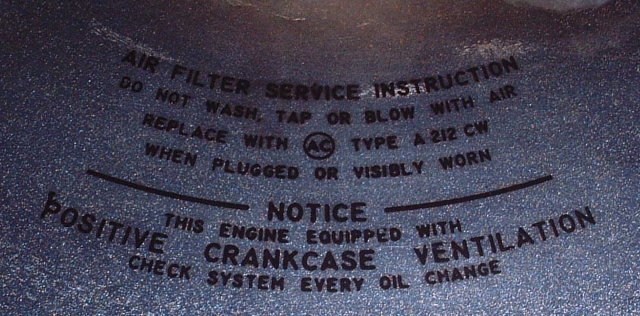 AIR FILTER SERVICE INSTRUCTION
DO NOT WASH, TAP OR BLOW WITH AIR
REPLACE WITH AC TYPE A 212 CW
WHEN PLUGGED OR VISIBLY WORN
NOTICE
THIS ENGINE EQUIPPED WITH
POSITIVE CRANKCASE VENTILATION
CHECK SYSTEM EVERY OIL CHANGE